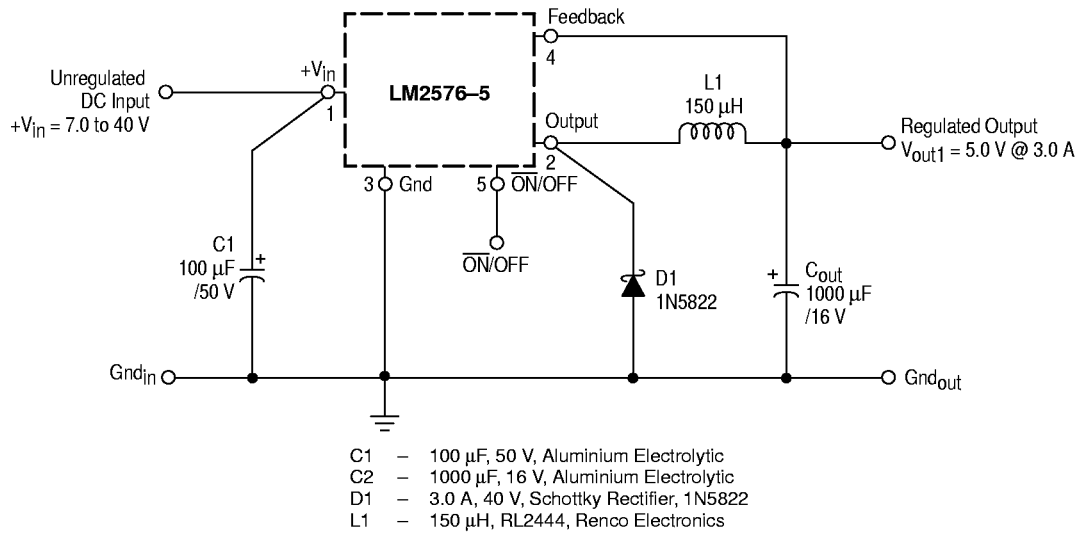 Feedback
4
Unregulated
DC Input
+Vin = 7.0 to 40 V
+Vin
1
LM2576–5
L1
150 μH
Output
2
Regulated Output
Vout1 = 5.0 V @ 3.0 A
3 Gnd
5 ON/OFF
ON/OFF
C1
100 μF
/50 V
+
D1
1N5822
+
Cout
1000 μF
/16 V
Gndin
Gndout
C1 – 100 μF, 50 V, Aluminium Electrolytic
C2 – 1000 μF, 16 V, Aluminium Electrolytic
D1 – 3.0 A, 40 V, Schottky Rectifier, 1N5822
L1 – 150 μH, RL2444, Renco Electronics